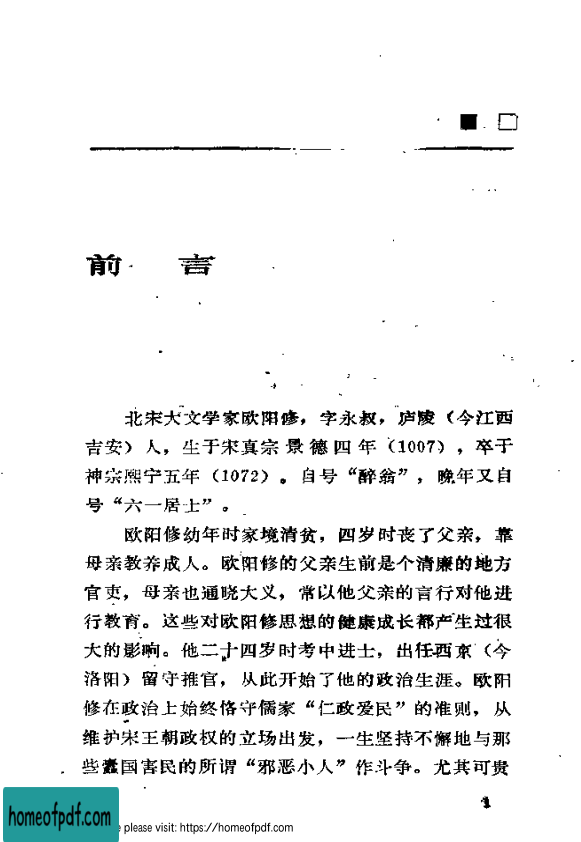 前言
北宋大文学家欧阳修，字永叔，庐陵（今江西
吉安）人，生于宋真宗景德四年（1007），卒于
神宗熙宁五年（1072）。自号“醉翁”，晚年又自
号“六一居士”。
欧阳修幼年时家境清贫，四岁时丧了父亲，靠
母亲教养成人。欧阳修的父亲生前是个清廉的地方
官吏，母亲也通晓大义，常以他父亲的言行对他进
行教育。这些对欧阳修思想的健康成长都产生过很
大的影响。他二十四岁时考中进士，出任西京（今
洛阳）留守推官，从此开始了他的政治生涯。欧阳
修在政治上始终恪守儒家“仁政爱民”的准则，从
维护宋王朝政权的立场出发，一生坚持不懈地与那
些蠹国害民的所谓“邪恶小人”作斗争。尤其可贵
1
homeofpdf.com
please visit: https://homeofpdf.com